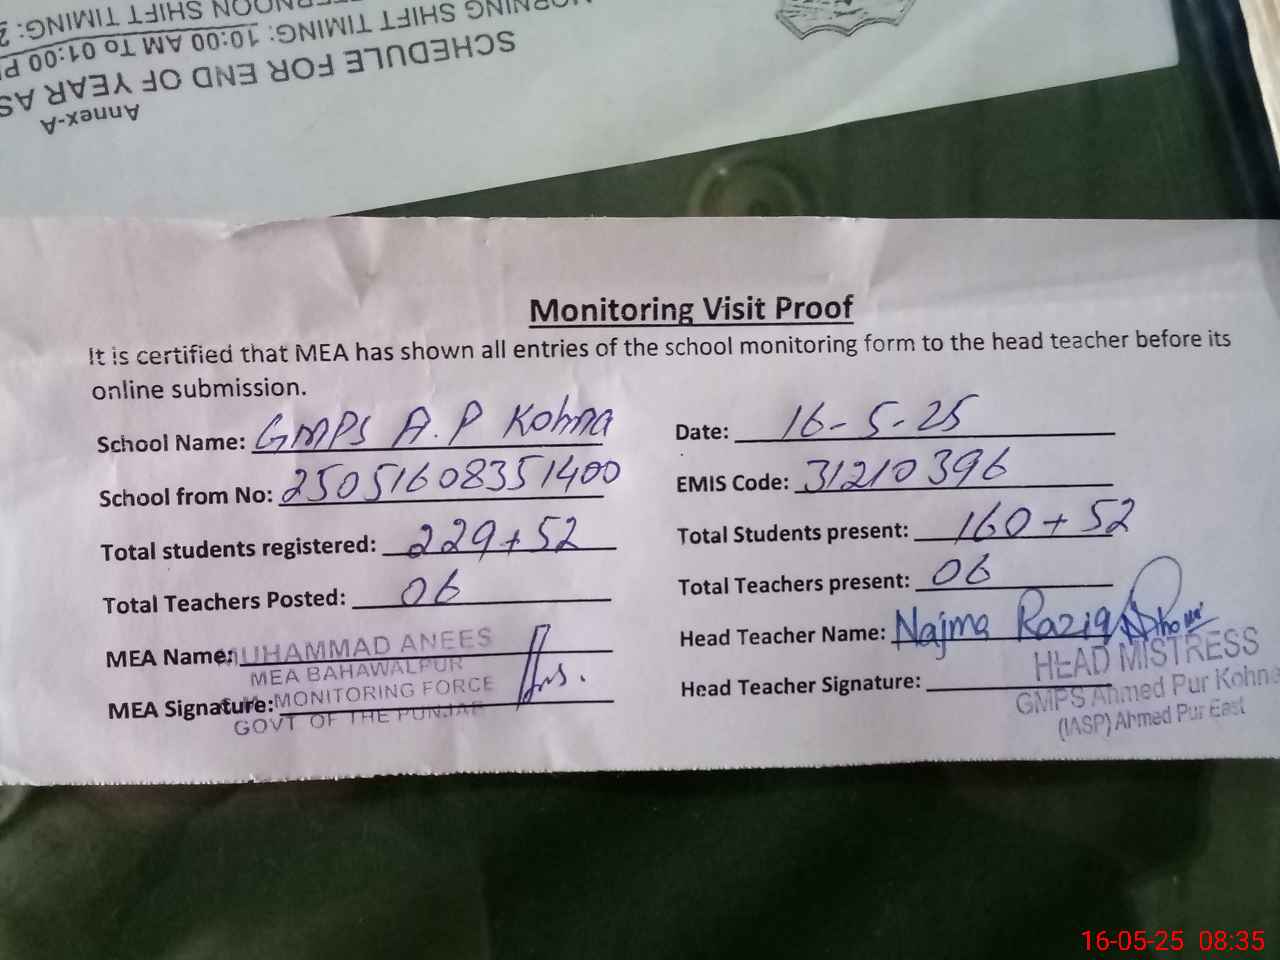 Annex-A
SCHEDULE FOR END OF YEAR AS
MORNING SHIFT TIMING: 10:00 AM To 01:00 P
NOON SHIFT TIMING: 2
Monitoring Visit Proof
It is certified that MEA has shown all entries of the school monitoring form to the head teacher before its
online submission.
School Name: GMPS A.P Kohna
Date: 16-5-25
School from No: 25051608351400
EMIS Code: 31210396
Total students registered: 229+52
Total Students present: 160+52
Total Teachers Posted: 06
Total Teachers present: 06
MEA Name: MUHAMMAD ANEES
MEA BAHAWALPUR
Head Teacher Name: Najma Raziq
MEA Signature: MONITORING FORCE
GOVT OF THE PUNJAB
Head Teacher Signature:
HEAD MISTRESS
GMPS Ahmed Pur Kohna
(IASP) Ahmed Pur East
16-05-25 08:35